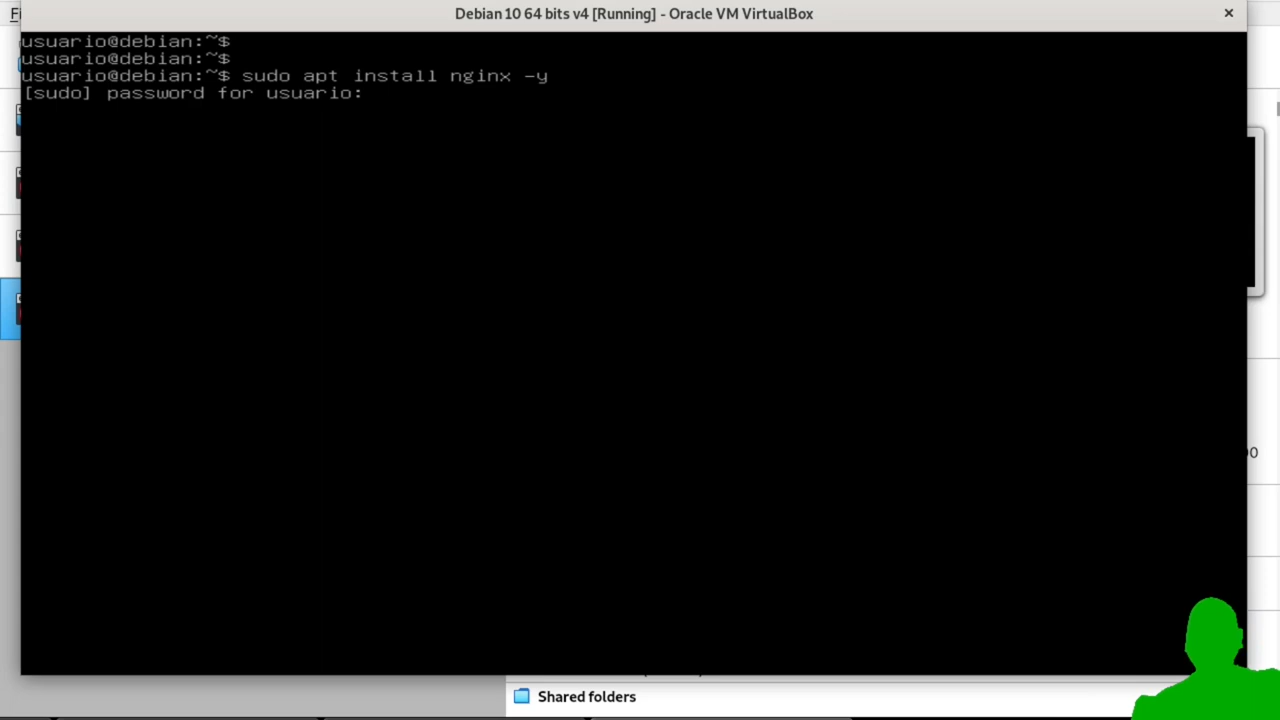 Debian 10 64 bits v4 [Running] - Oracle VM VirtualBox
usuario@debian:~$
usuario@debian:~$
usuario@debian:~$ sudo apt install nginx -y
[sudo] password for usuario:
Shared folders